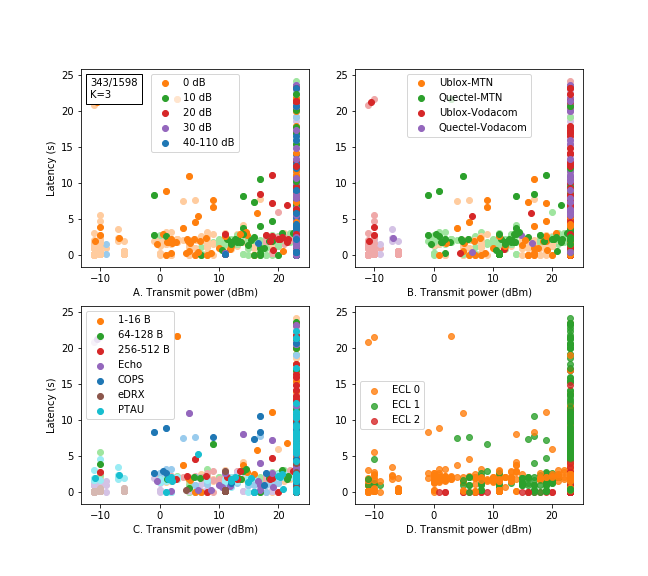 25
20
15
10
5
0
Latency (s)
343/1598
K=3
0 dB
10 dB
20 dB
30 dB
40-110 dB
−10
0
10
20
A. Transmit power (dBm)
25
20
15
10
5
0
Ublox-MTN
Quectel-MTN
Ublox-Vodacom
Quectel-Vodacom
−10
0
10
20
B. Transmit power (dBm)
25
20
15
10
5
0
Latency (s)
1-16 B
64-128 B
256-512 B
Echo
COPS
eDRX
PTAU
−10
0
10
20
C. Transmit power (dBm)
25
20
15
10
5
0
ECL 0
ECL 1
ECL 2
−10
0
10
20
D. Transmit power (dBm)